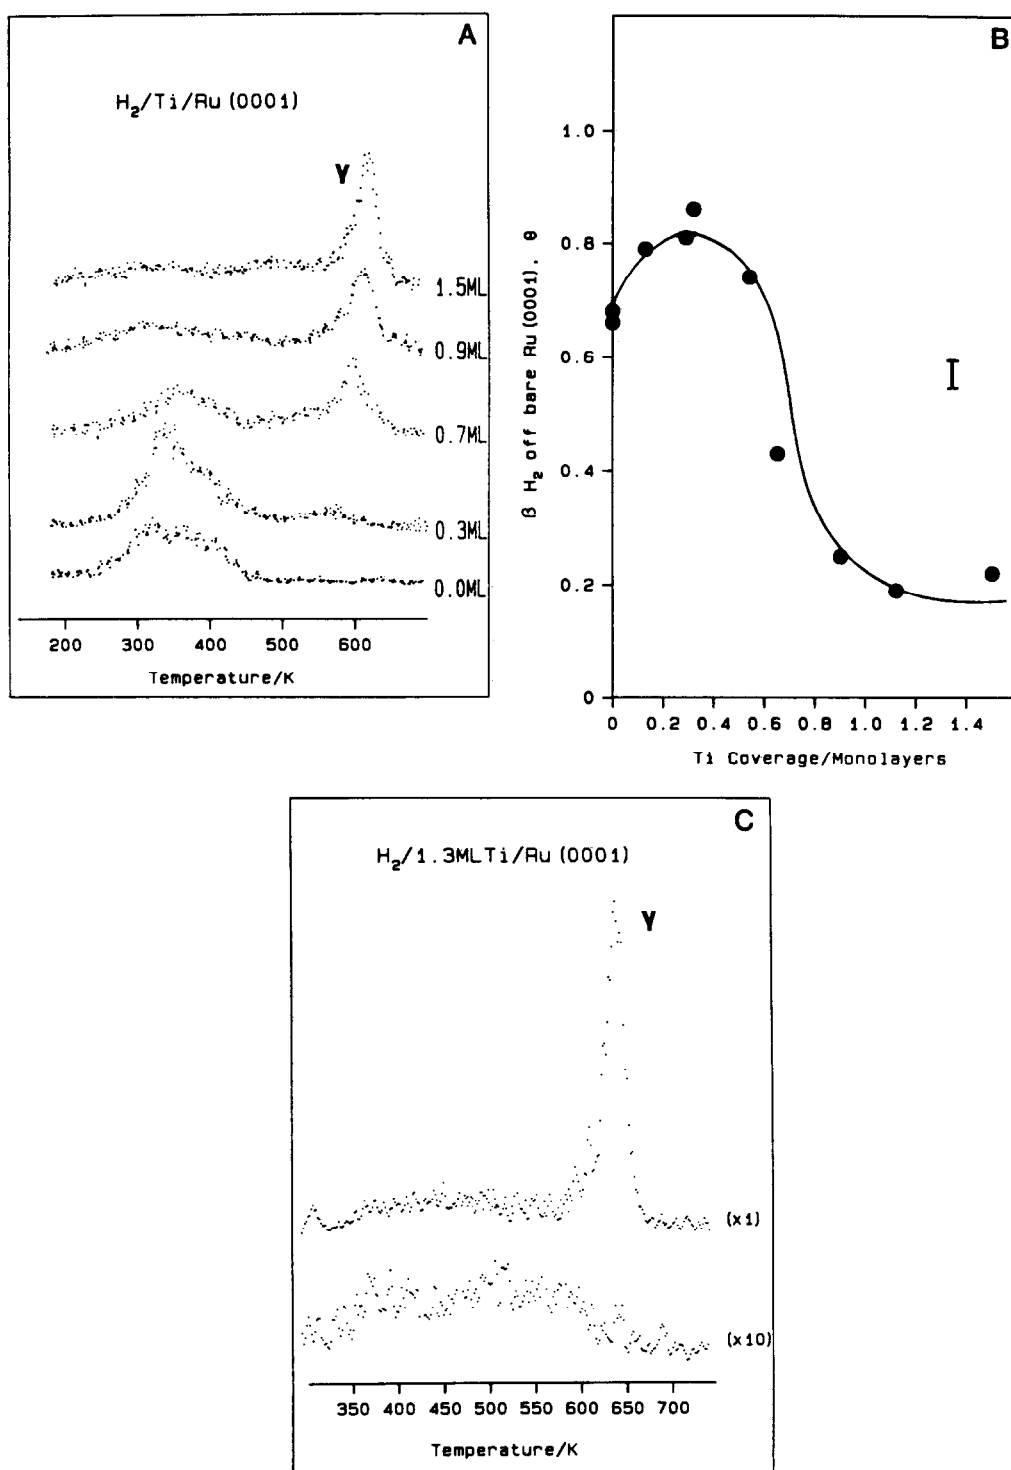 A
H₂/Ti/Ru(0001)
γ
1.5ML
0.9ML
0.7ML
0.3ML
0.0ML
200 300 400 500 600
Temperature/K
B
β H₂ off bare Ru(0001), θ
1.0
0.8
0.6
0.4
0.2
0
0 0.2 0.4 0.6 0.8 1.0 1.2 1.4
Ti Coverage/Monolayers
C
H₂/1.3MLTi/Ru(0001)
γ
(x1)
(x10)
350 400 450 500 550 600 650 700
Temperature/K